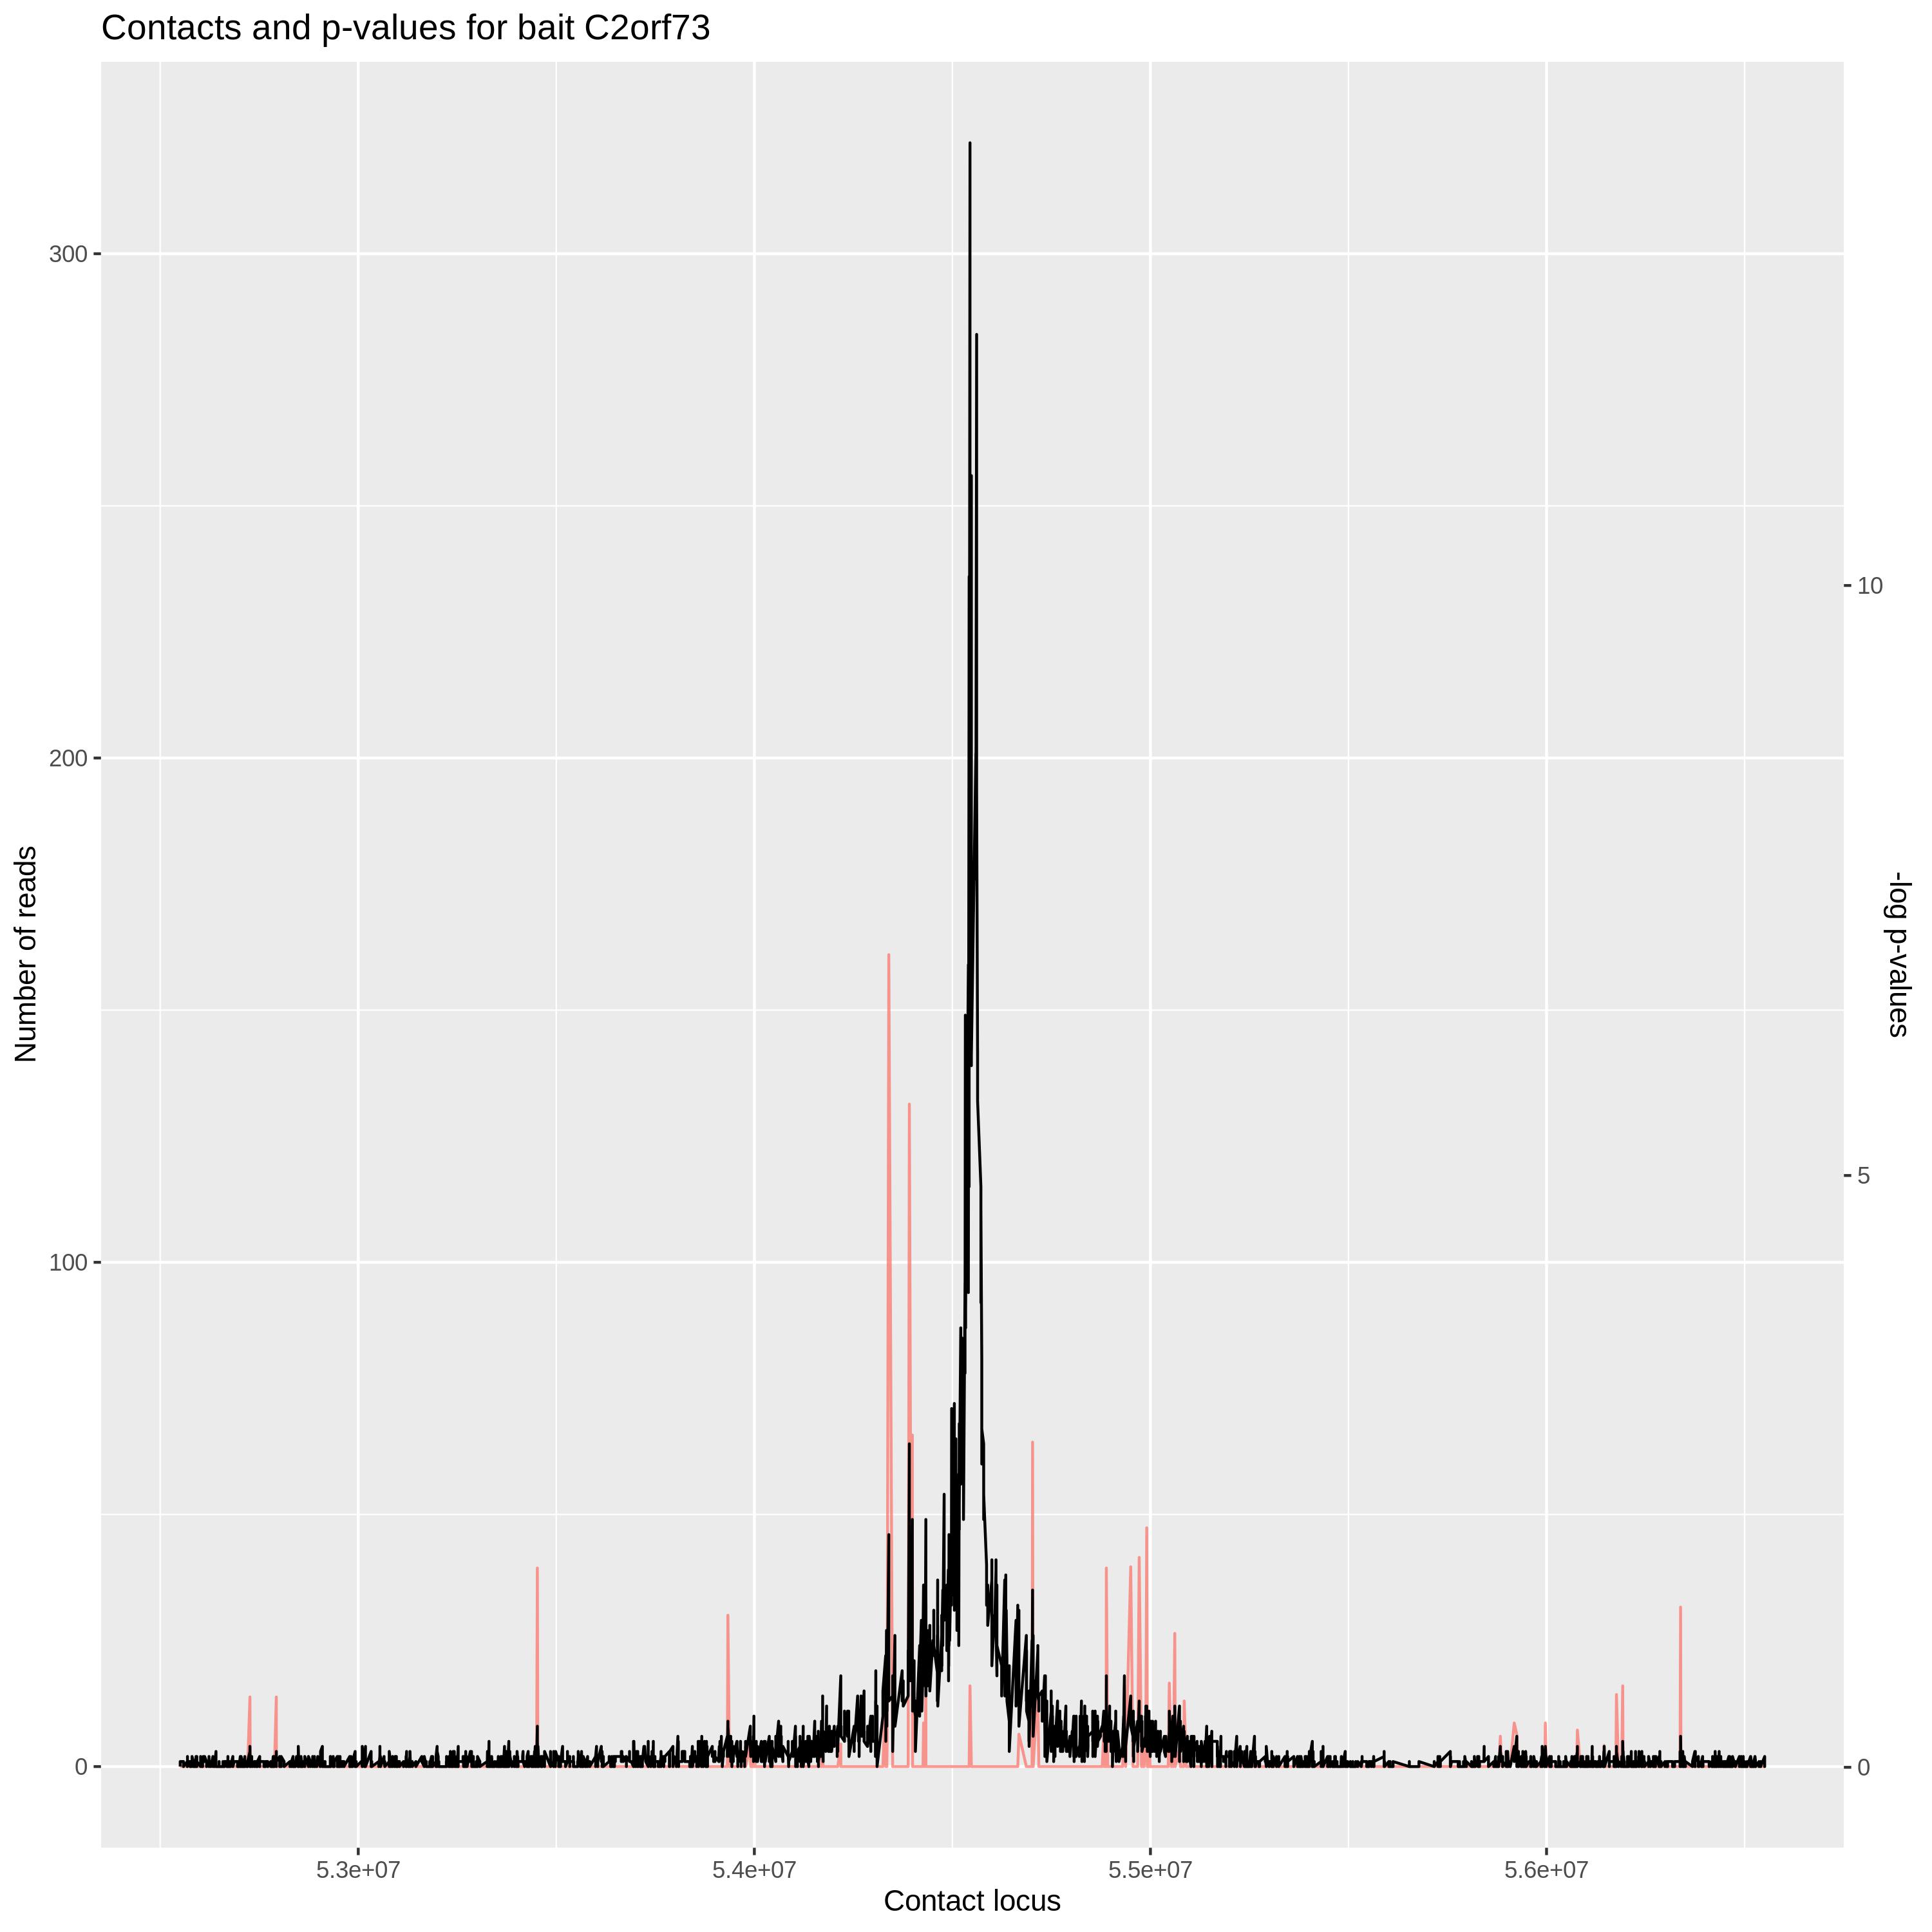 Contacts and p-values for bait C2orf73
300
200
100
0
Number of reads
10
5
0
-log p-values
5.3e+07
5.4e+07
5.5e+07
5.6e+07
Contact locus